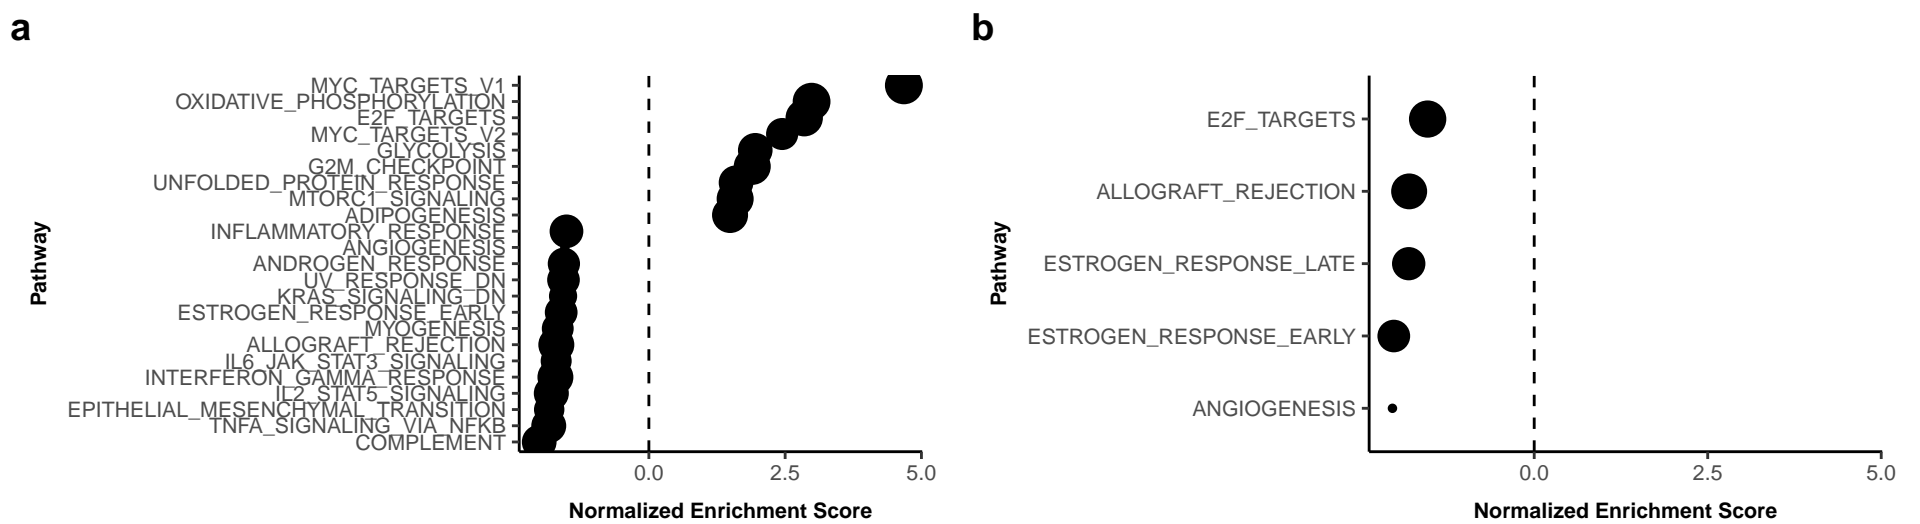 a
MYC_TARGETS_V1
OXIDATIVE_PHOSPHORYLATION
E2F_TARGETS
MYC_TARGETS_V2
GLYCOLYSIS
G2M_CHECKPOINT
UNFOLDED_PROTEIN_RESPONSE
MTORC1_SIGNALING
ADIPOGENESIS
INFLAMMATORY_RESPONSE
ANGIOGENESIS
ANDROGEN_RESPONSE
UV_RESPONSE_DN
KRAS_SIGNALING_DN
ESTROGEN_RESPONSE_EARLY
MYOGENESIS
ALLOGRAFT_REJECTION
IL6_JAK_STAT3_SIGNALING
INTERFERON_GAMMA_RESPONSE
IL2_STAT5_SIGNALING
EPITHELIAL_MESENCHYMAL_TRANSITION
TNFA_SIGNALING_VIA_NFKB
COMPLEMENT
Pathway
0.0 2.5 5.0
Normalized Enrichment Score
b
E2F_TARGETS
ALLOGRAFT_REJECTION
ESTROGEN_RESPONSE_LATE
ESTROGEN_RESPONSE_EARLY
ANGIOGENESIS
Pathway
0.0 2.5 5.0
Normalized Enrichment Score